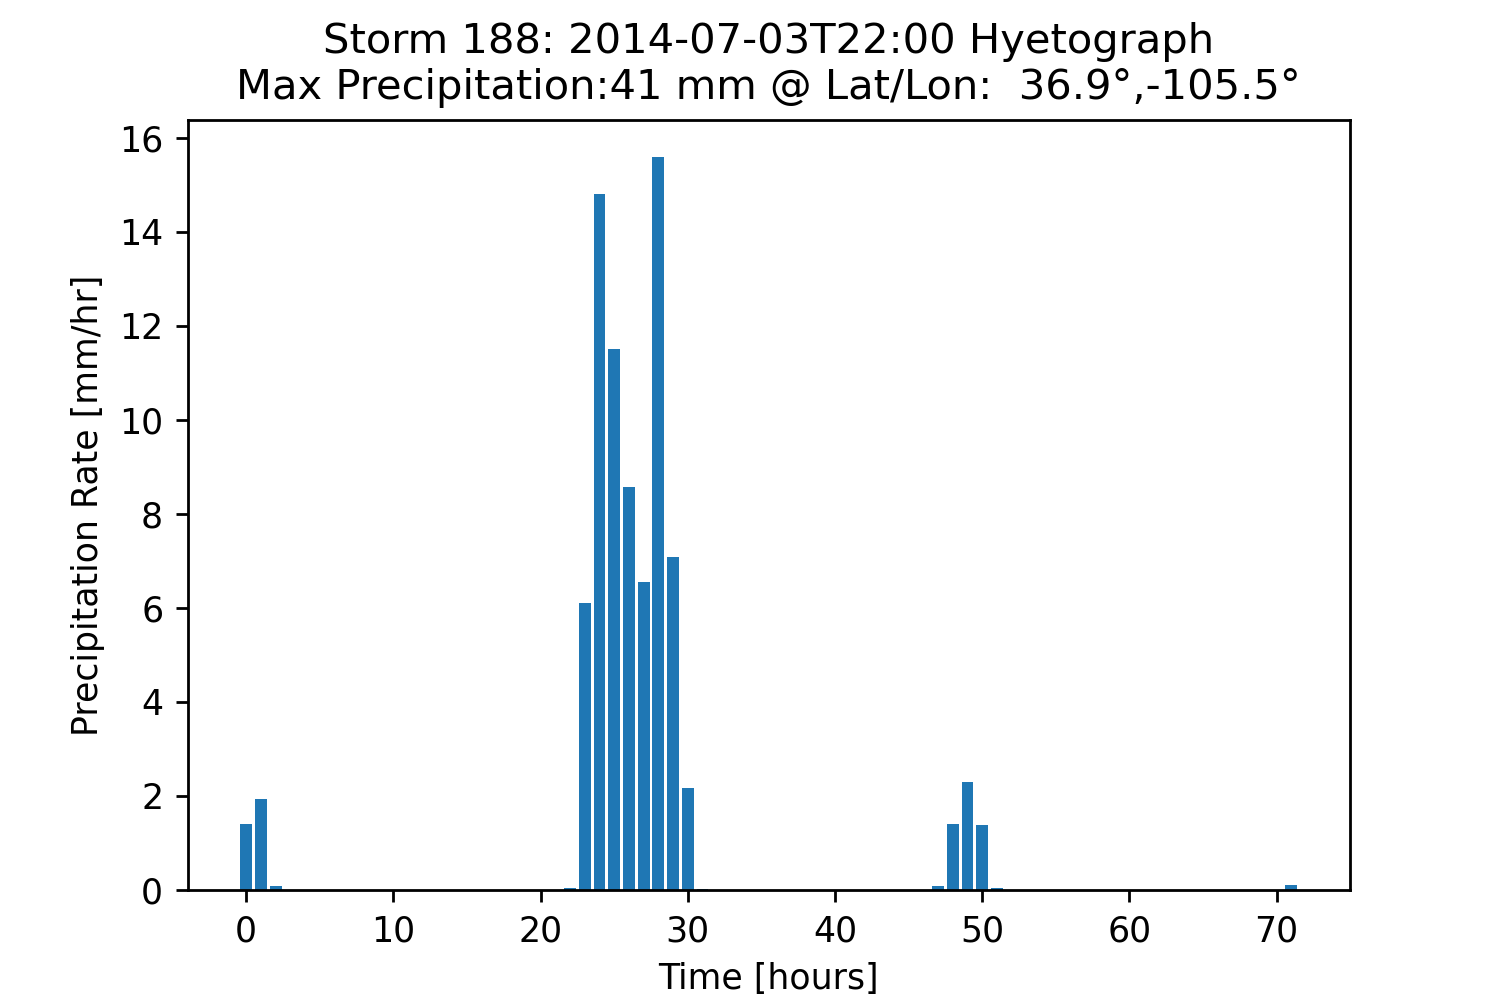 Storm 188: 2014-07-03T22:00 Hyetograph
Max Precipitation:41 mm @ Lat/Lon:  36.9°,-105.5°
16
14
12
10
8
6
4
2
0
Precipitation Rate [mm/hr]
0 10 20 30 40 50 60 70
Time [hours]